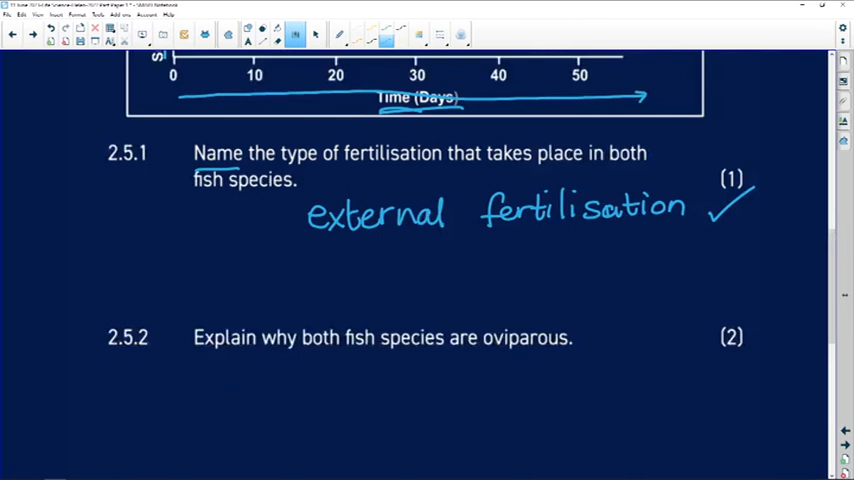 File Edit View Insert Format Tools Add-ons Account Help
0 10 20 30 40 50
Time (Days)
2.5.1 Name the type of fertilisation that takes place in both
fish species. (1)
external fertilisation
2.5.2 Explain why both fish species are oviparous. (2)